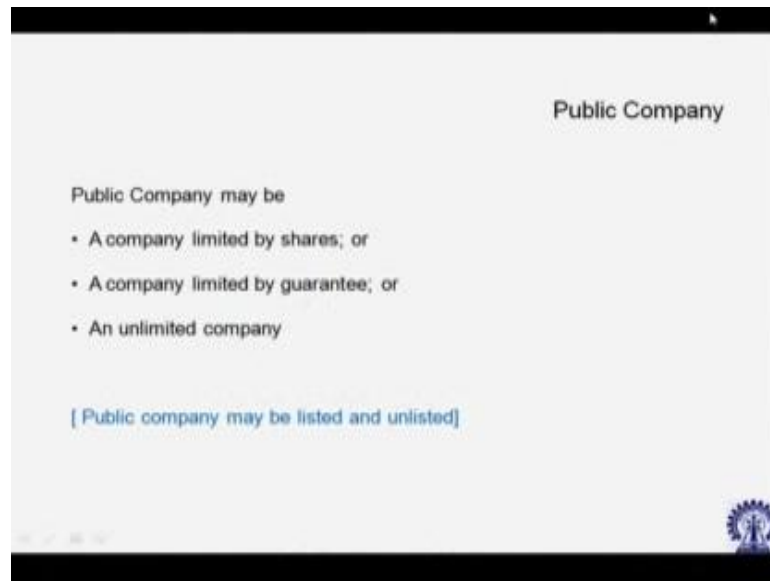 Public Company
Public Company may be
• A company limited by shares; or
• A company limited by guarantee; or
• An unlimited company
[ Public company may be listed and unlisted]